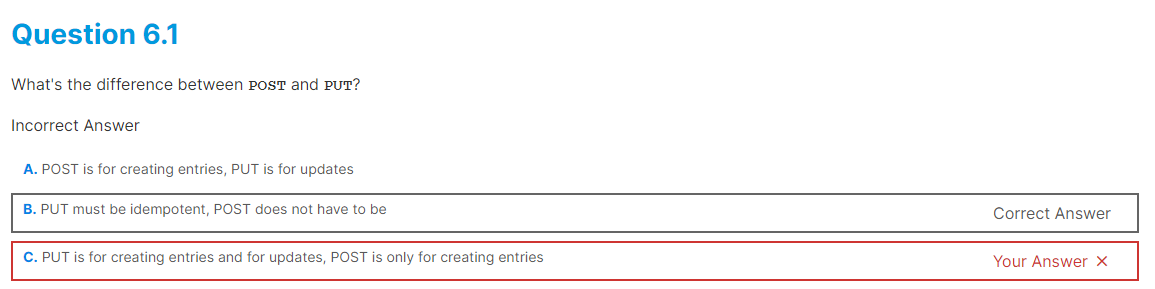 Question 6.1
What's the difference between POST and PUT?
Incorrect Answer
A. POST is for creating entries, PUT is for updates
B. PUT must be idempotent, POST does not have to be
Correct Answer
C. PUT is for creating entries and for updates, POST is only for creating entries
Your Answer ×